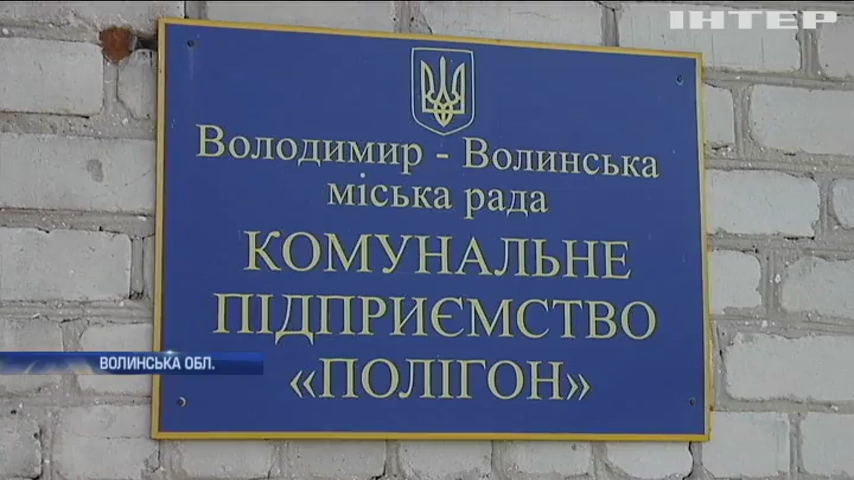 ІНТЕР
Володимир - Волинська
міська рада
КОМУНАЛЬНЕ
ПІДПРИЄМСТВО
«ПОЛІГОН»
ВОЛИНСЬКА ОБЛ.